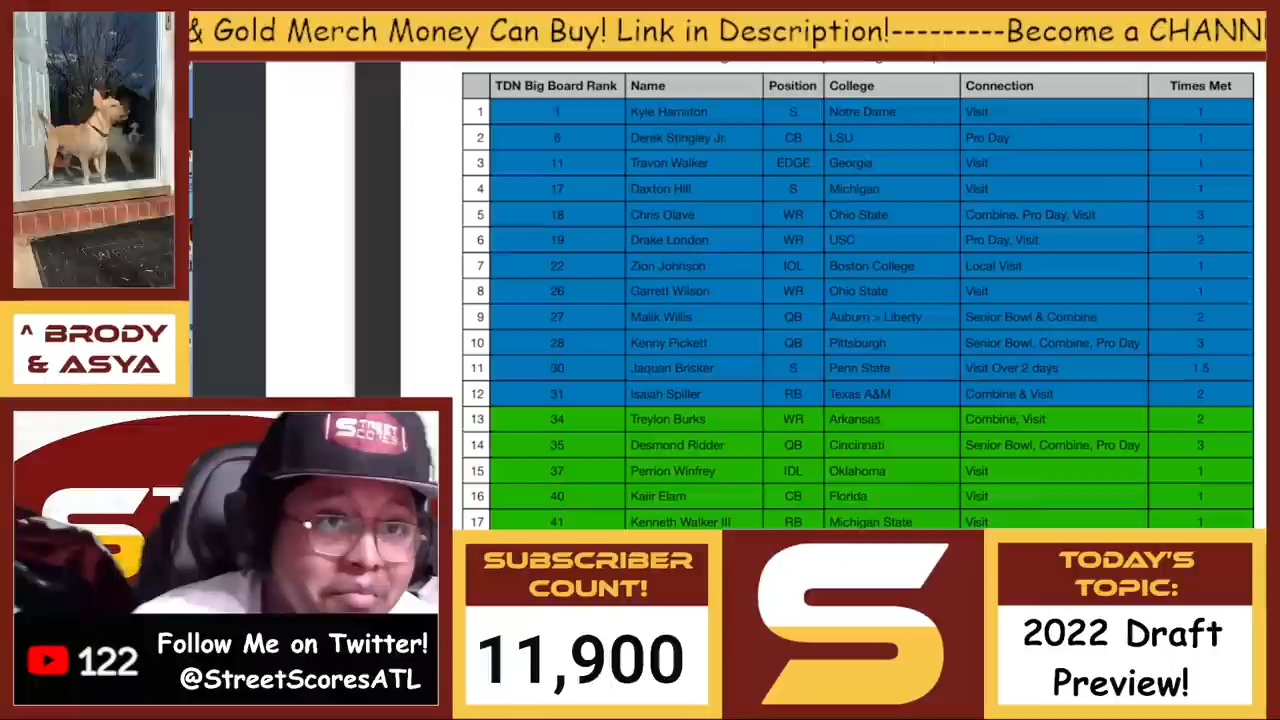 & Gold Merch Money Can Buy! Link in Description!---------Become a CHANN
TDN Big Board Rank Name Position College Connection Times Met
1 1 Kyle Hamilton S Notre Dame Visit 1
2 6 Derek Stingley Jr. CB LSU Pro Day 1
3 11 Travon Walker EDGE Georgia Visit 1
4 17 Daxton Hill S Michigan Visit 1
5 18 Chris Olave WR Ohio State Combine, Pro Day, Visit 3
6 19 Drake London WR USC Pro Day, Visit 2
7 22 Zion Johnson IOL Boston College Local Visit 1
8 26 Garrett Wilson WR Ohio State Visit 1
9 27 Malik Willis QB Auburn > Liberty Senior Bowl & Combine 2
10 28 Kenny Pickett QB Pittsburgh Senior Bowl, Combine, Pro Day 3
11 30 Jaquan Brisker S Penn State Visit Over 2 days 1.5
12 31 Isaiah Spiller RB Texas A&M Combine & Visit 2
13 34 Treylon Burks WR Arkansas Combine, Visit 2
14 35 Desmond Ridder QB Cincinnati Senior Bowl, Combine, Pro Day 3
15 37 Perrion Winfrey IDL Oklahoma Visit 1
16 40 Kaiir Elam CB Florida Visit 1
17 41 Kenneth Walker III RB Michigan State Visit 1
^ BRODY
& ASYA
STREET
SCORES
122
Follow Me on Twitter!
@StreetScoresATL
SUBSCRIBER
COUNT!
11,900
S
TODAY'S
TOPIC:
2022 Draft
Preview!